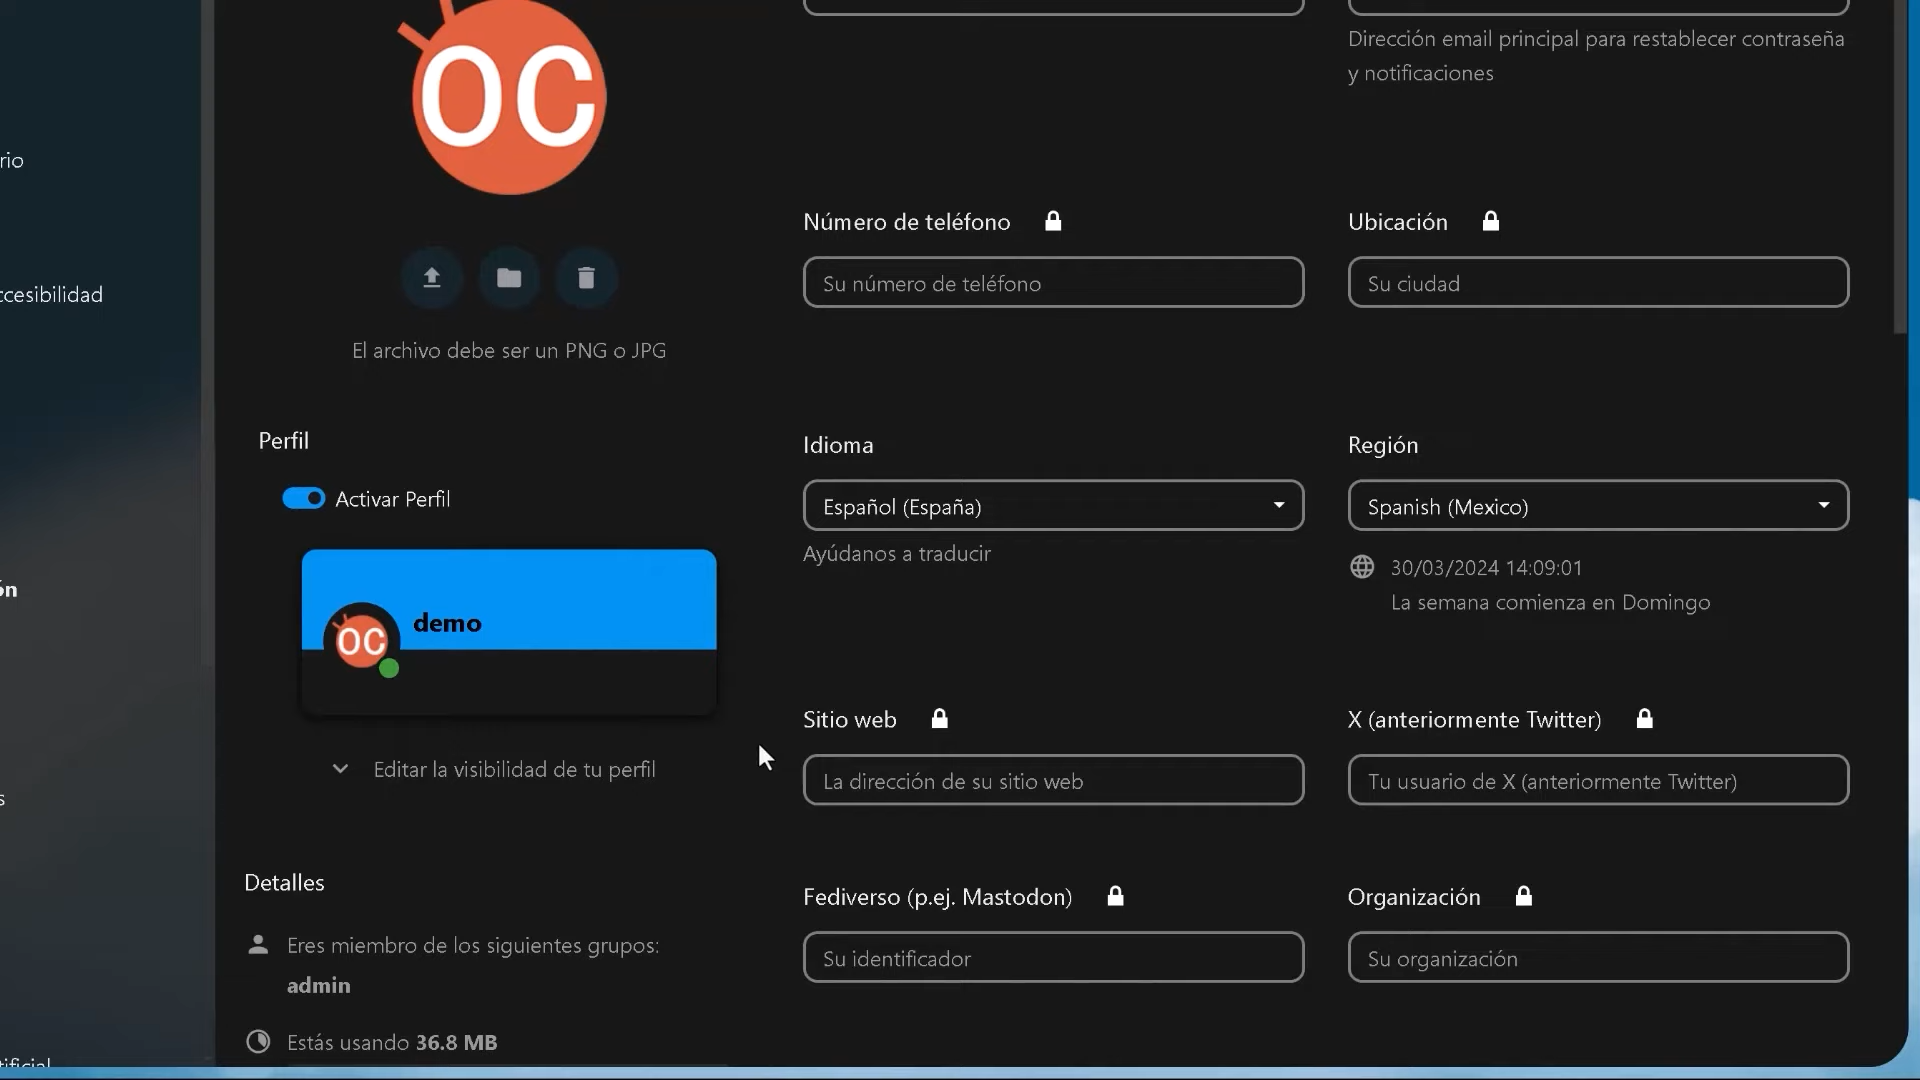 OC
El archivo debe ser un PNG o JPG
Perfil
Activar Perfil
OC
demo
Editar la visibilidad de tu perfil
Detalles
Eres miembro de los siguientes grupos:
admin
Estás usando 36.8 MB
Dirección email principal para restablecer contraseña
y notificaciones
Número de teléfono
Su número de teléfono
Ubicación
Su ciudad
Idioma
Español (España)
Ayúdanos a traducir
Región
Spanish (Mexico)
30/03/2024 14:09:01
La semana comienza en Domingo
Sitio web
La dirección de su sitio web
X (anteriormente Twitter)
Tu usuario de X (anteriormente Twitter)
Fediverso (p.ej. Mastodon)
Su identificador
Organización
Su organización